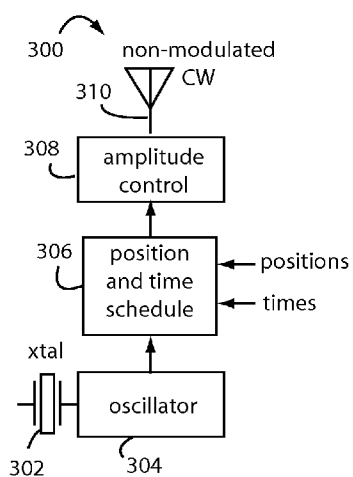 300
non-modulated
CW
310
308
amplitude
control
306
position
and time
schedule
positions
times
xtal
oscillator
302
304